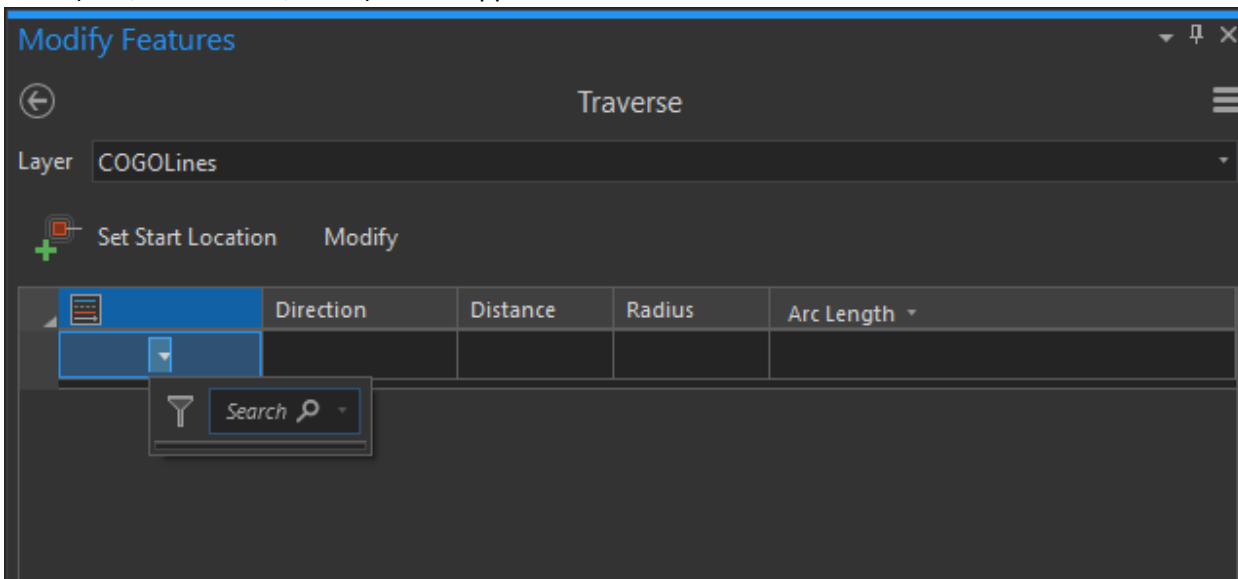 Modify Features
Traverse
Layer COGOLines
Set Start Location Modify
Direction Distance Radius Arc Length
Search